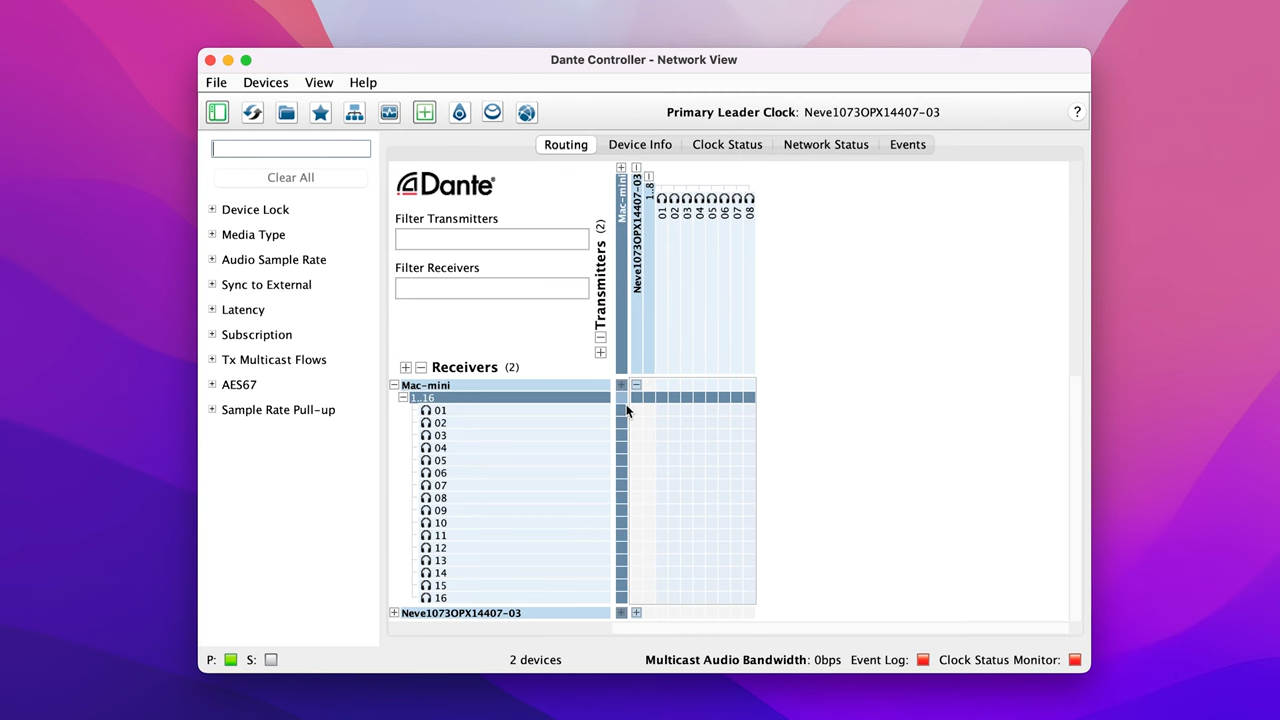 Dante Controller - Network View
File Devices View Help
Primary Leader Clock: Neve1073OPX14407-03
?
Clear All
Device Lock
Media Type
Audio Sample Rate
Sync to External
Latency
Subscription
Tx Multicast Flows
AES67
Sample Rate Pull-up
Routing Device Info Clock Status Network Status Events
Dante
Filter Transmitters
Filter Receivers
Transmitters (2)
Mac-mini
Neve1073OPX14407-03
1..8
01 02 03 04 05 06 07 08
Receivers (2)
Mac-mini
1..16
01
02
03
04
05
06
07
08
09
10
11
12
13
14
15
16
Neve1073OPX14407-03
P: S: 2 devices Multicast Audio Bandwidth: 0bps Event Log: Clock Status Monitor: